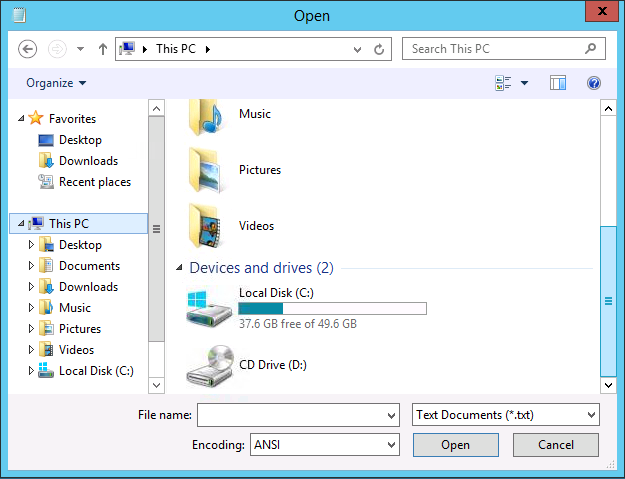 Open
This PC
Search This PC
Organize
Favorites
Desktop
Downloads
Recent places
This PC
Desktop
Documents
Downloads
Music
Pictures
Videos
Local Disk (C:)
Music
Pictures
Videos
Devices and drives (2)
Local Disk (C:)
37.6 GB free of 49.6 GB
CD Drive (D:)
File name:
Text Documents (*.txt)
Encoding: ANSI
Open
Cancel